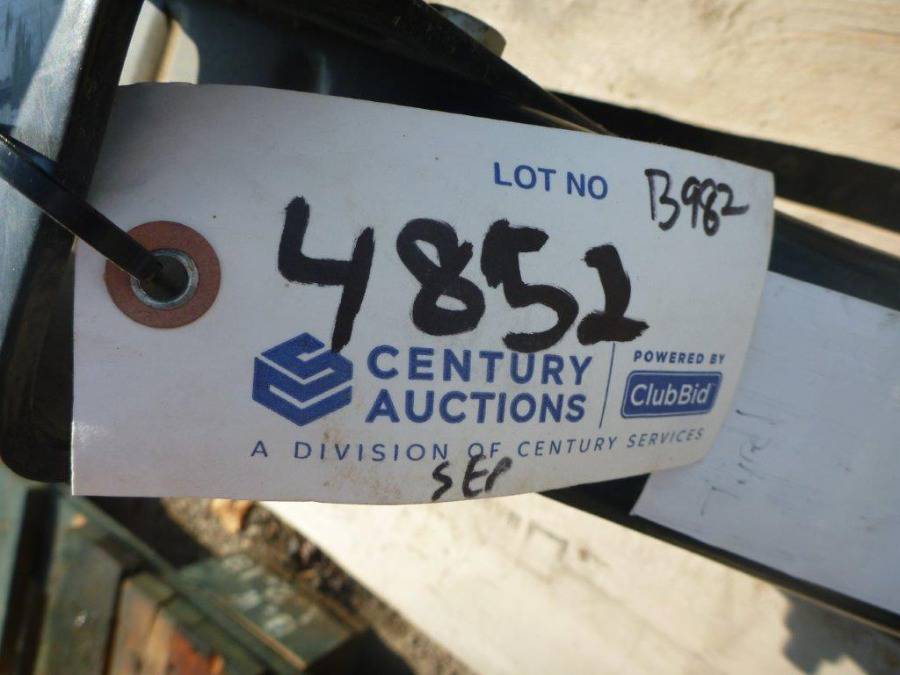 LOT NO B982
4852
CENTURY
AUCTIONS
POWERED BY
ClubBid
A DIVISION OF CENTURY SERVICES
SEP